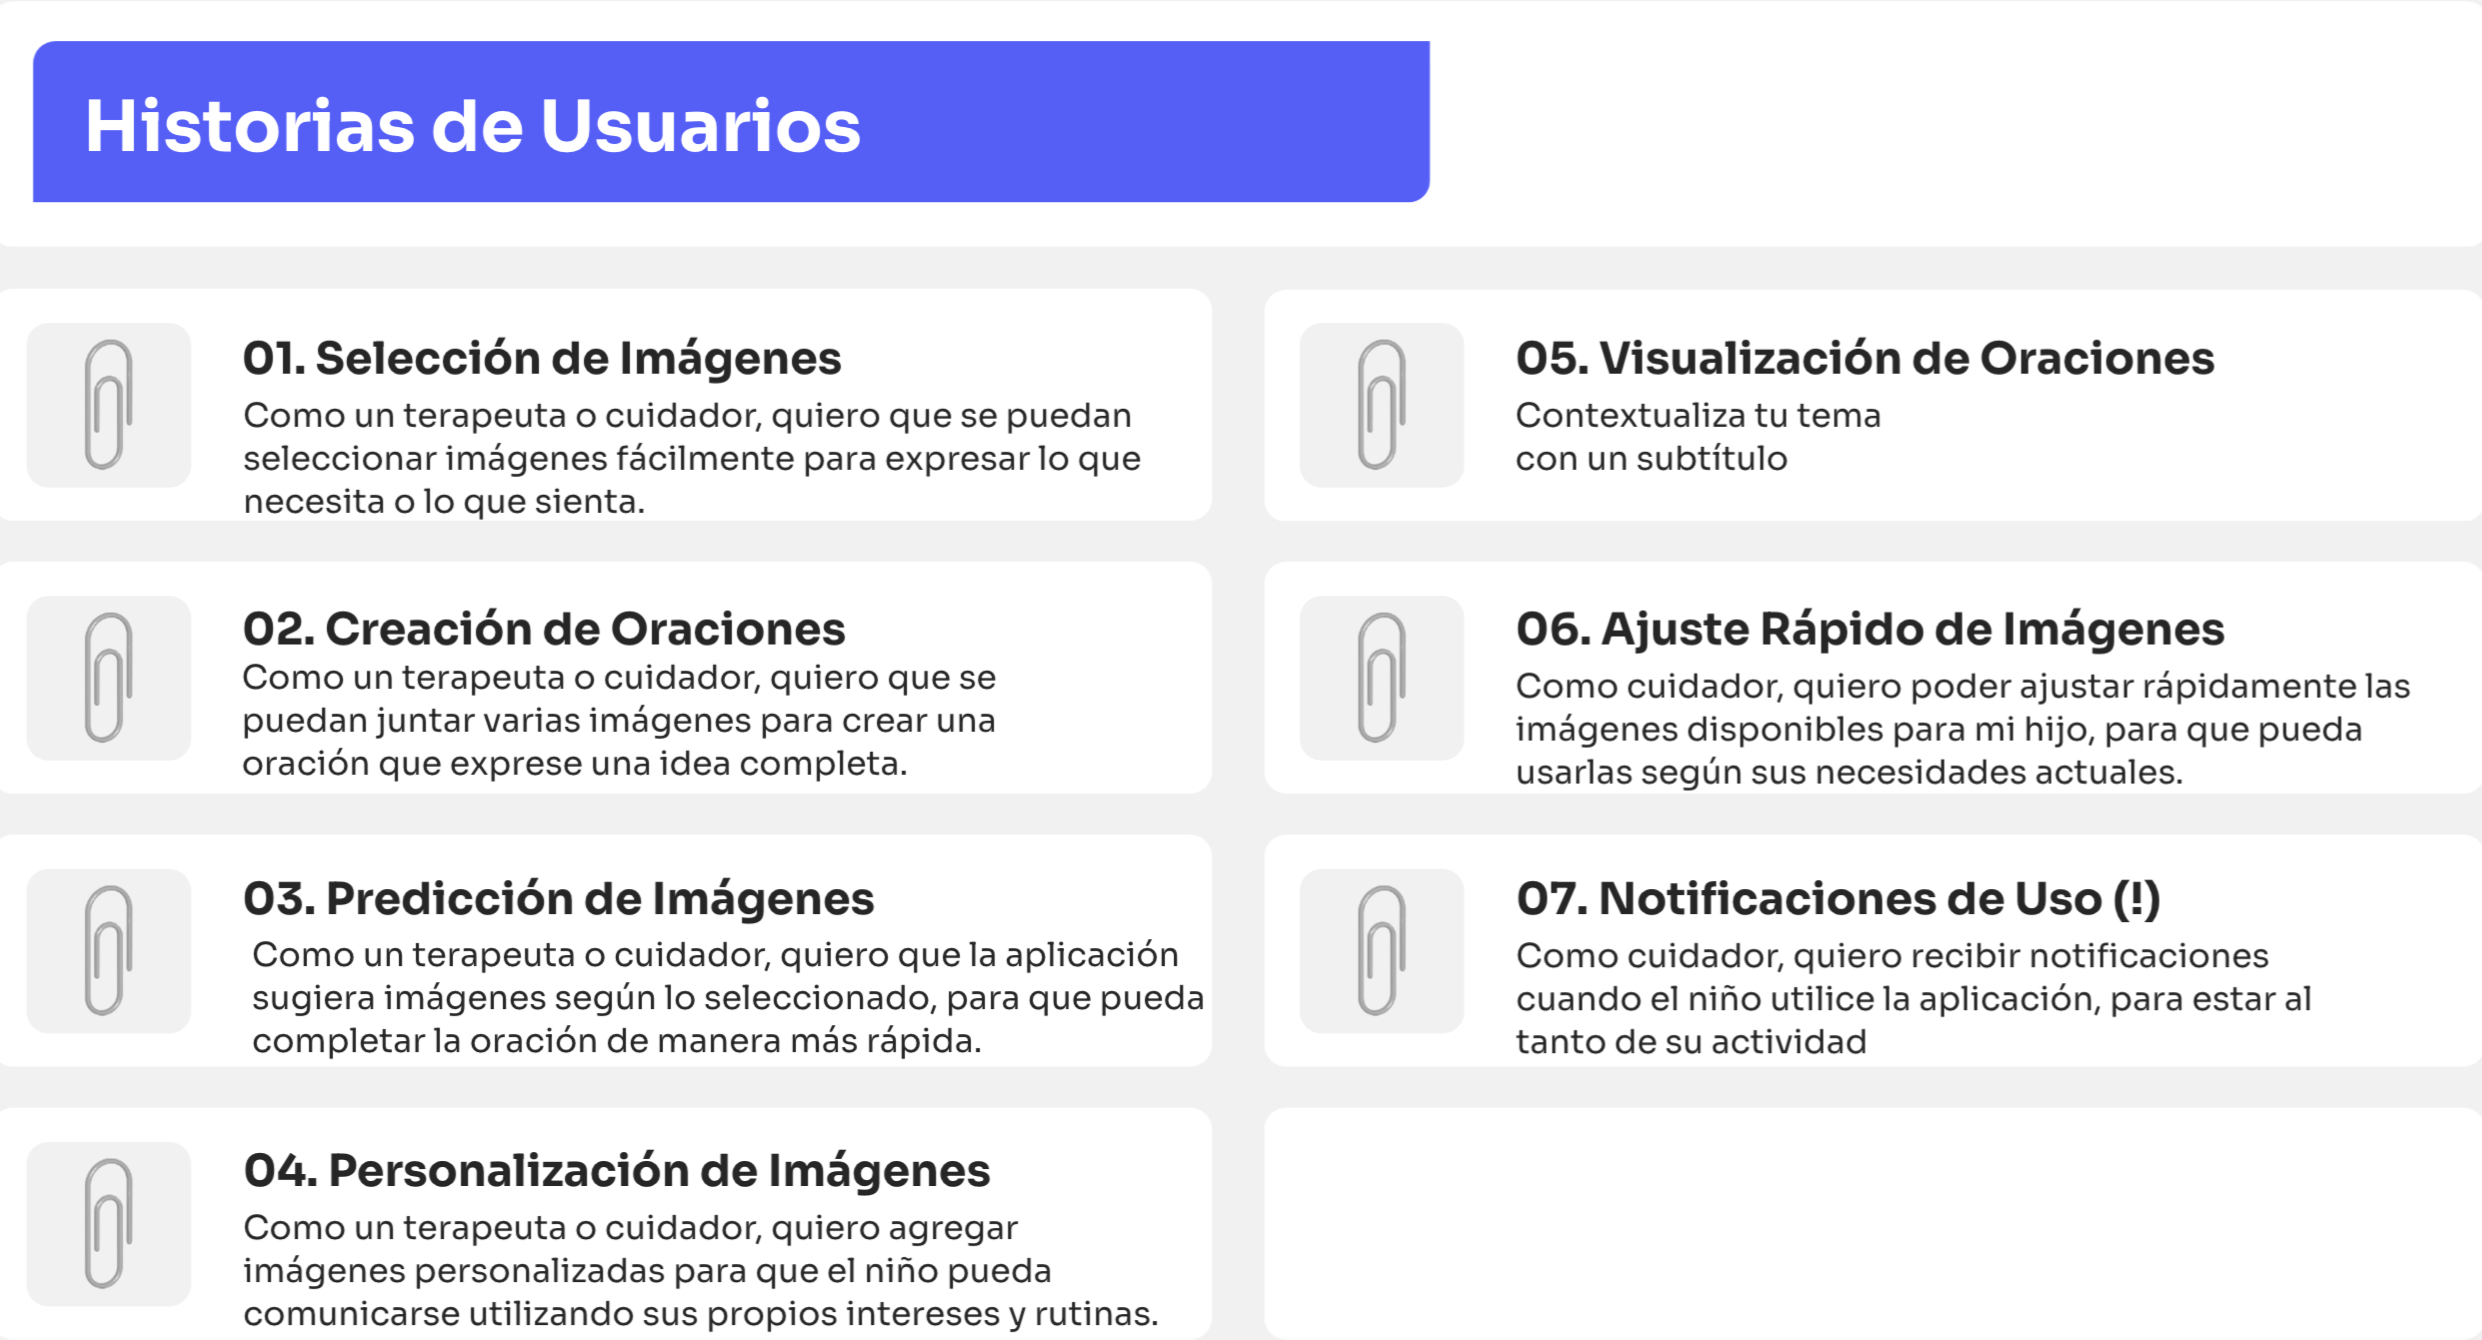 Historias de Usuarios
01. Selección de Imágenes
Como un terapeuta o cuidador, quiero que se puedan
seleccionar imágenes fácilmente para expresar lo que
necesita o lo que sienta.
02. Creación de Oraciones
Como un terapeuta o cuidador, quiero que se
puedan juntar varias imágenes para crear una
oración que exprese una idea completa.
03. Predicción de Imágenes
Como un terapeuta o cuidador, quiero que la aplicación
sugiera imágenes según lo seleccionado, para que pueda
completar la oración de manera más rápida.
04. Personalización de Imágenes
Como un terapeuta o cuidador, quiero agregar
imágenes personalizadas para que el niño pueda
comunicarse utilizando sus propios intereses y rutinas.
05. Visualización de Oraciones
Contextualiza tu tema
con un subtítulo
06. Ajuste Rápido de Imágenes
Como cuidador, quiero poder ajustar rápidamente las
imágenes disponibles para mi hijo, para que pueda
usarlas según sus necesidades actuales.
07. Notificaciones de Uso (!)
Como cuidador, quiero recibir notificaciones
cuando el niño utilice la aplicación, para estar al
tanto de su actividad